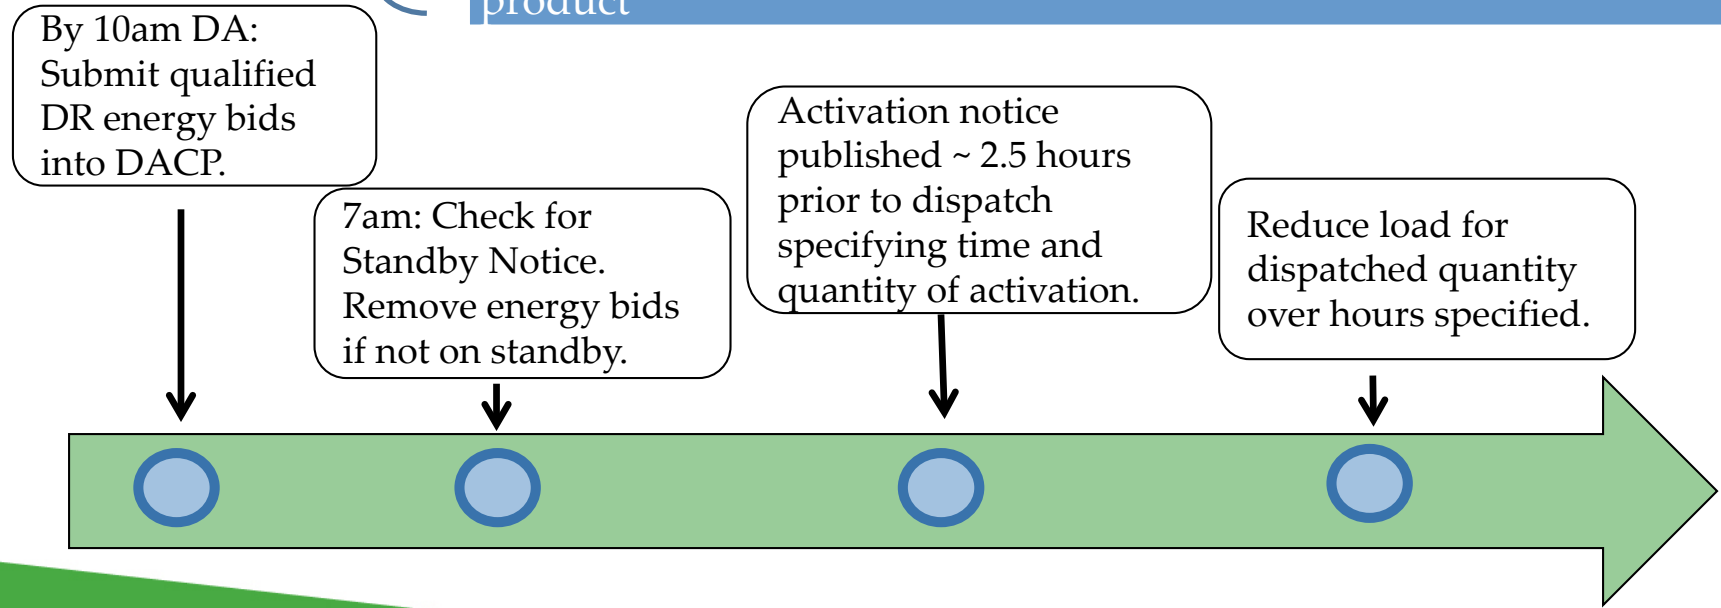 product
By 10am DA:
Submit qualified
DR energy bids
into DACP.
7am: Check for
Standby Notice.
Remove energy bids
if not on standby.
Activation notice
published ~ 2.5 hours
prior to dispatch
specifying time and
quantity of activation.
Reduce load for
dispatched quantity
over hours specified.